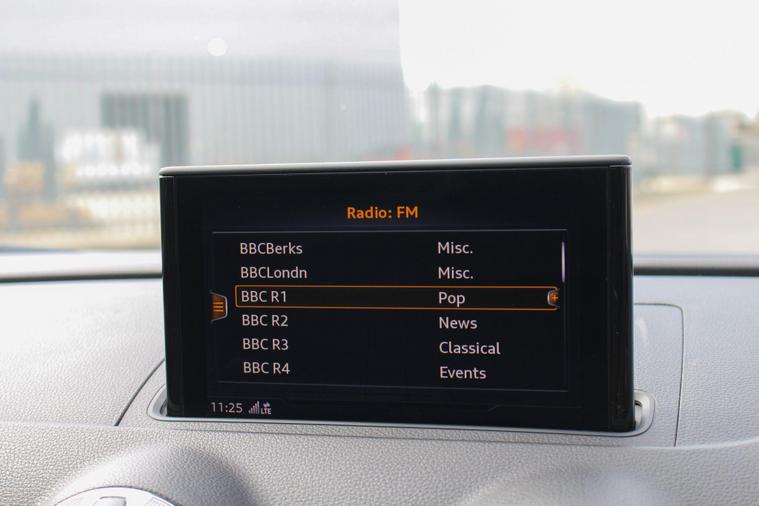 Radio: FM
BBCBerks Misc.
BBCLondn Misc.
BBC R1 Pop
BBC R2 News
BBC R3 Classical
BBC R4 Events
11:25 LTE